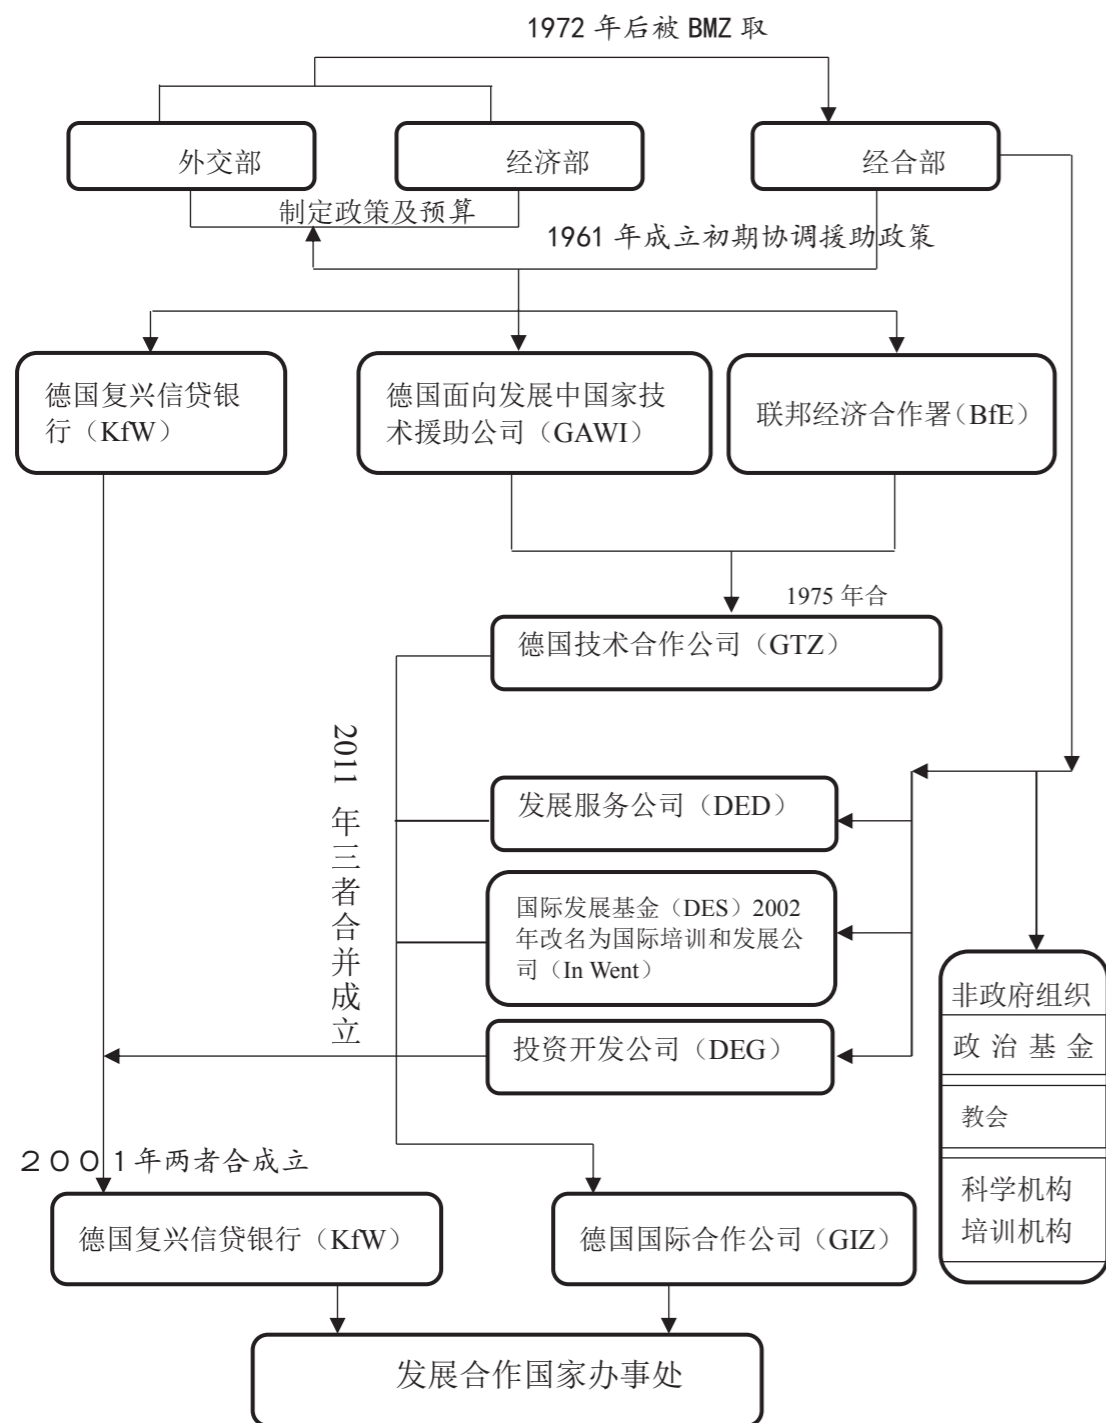 1972 年后被 BMZ 取
外交部
经济部
经合部
制定政策及预算
1961 年成立初期协调援助政策
德国复兴信贷银
行（KfW）
德国面向发展中国家技
术援助公司（GAWI）
联邦经济合作署（BfE）
1975 年合
德国技术合作公司（GTZ）
2011 年三者合并成立
发展服务公司（DED）
国际发展基金（DES）2002
年改名为国际培训和发展公
司（In Went）
投资开发公司（DEG）
非政府组织
政 治 基 金
教会
科学机构
培训机构
２００１年两者合成立
德国复兴信贷银行（KfW）
德国国际合作公司（GIZ）
发展合作国家办事处